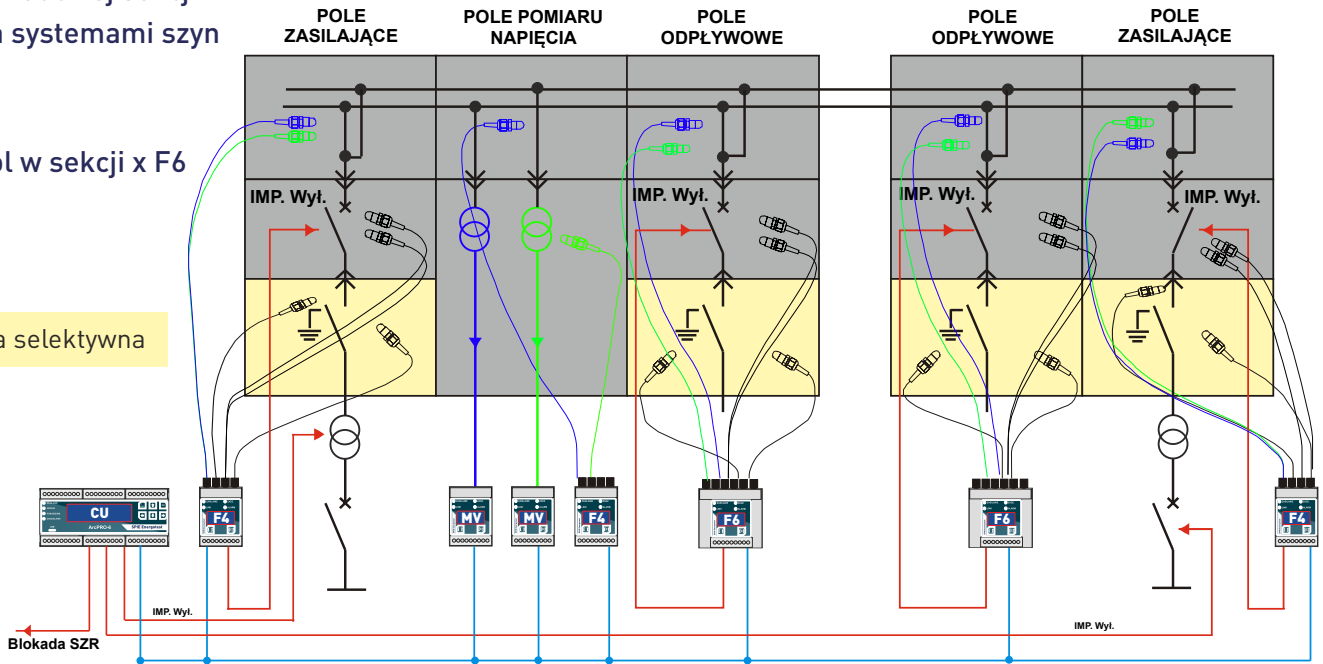 systemami szyn
w sekcji x F6
selektywna
POLE
ZASILAJĄCE
POLE POMIARU
NAPIĘCIA
POLE
ODPŁYWOWE
POLE
ODPŁYWOWE
POLE
ZASILAJĄCE
IMP. Wył.
IMP. Wył.
IMP. Wył.
IMP. Wył.
CU
ArcPRO-6
SPIE Energotest
F4
MV
MV
F4
F6
F6
F4
IMP. Wył.
IMP. Wył.
Blokada SZR